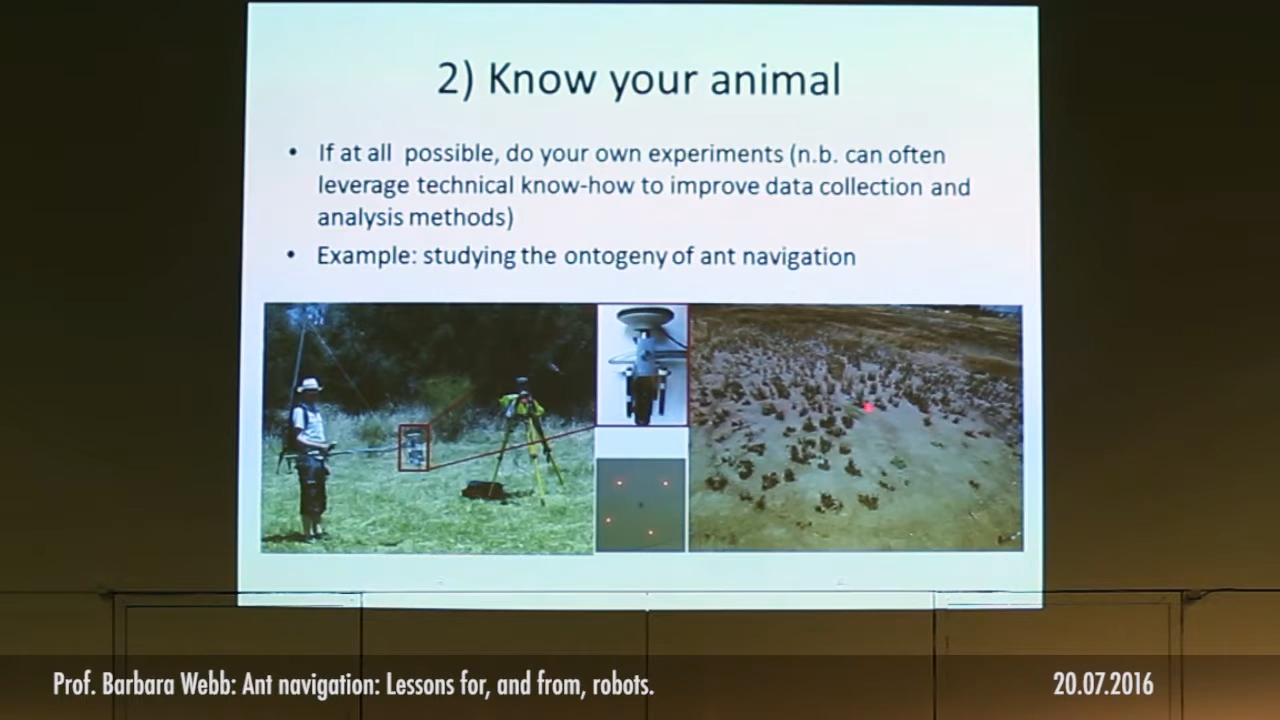 2) Know your animal
• If at all possible, do your own experiments (n.b. can often
leverage technical know-how to improve data collection and
analysis methods)
• Example: studying the ontogeny of ant navigation
Prof. Barbara Webb: Ant navigation: Lessons for, and from, robots.
20.07.2016